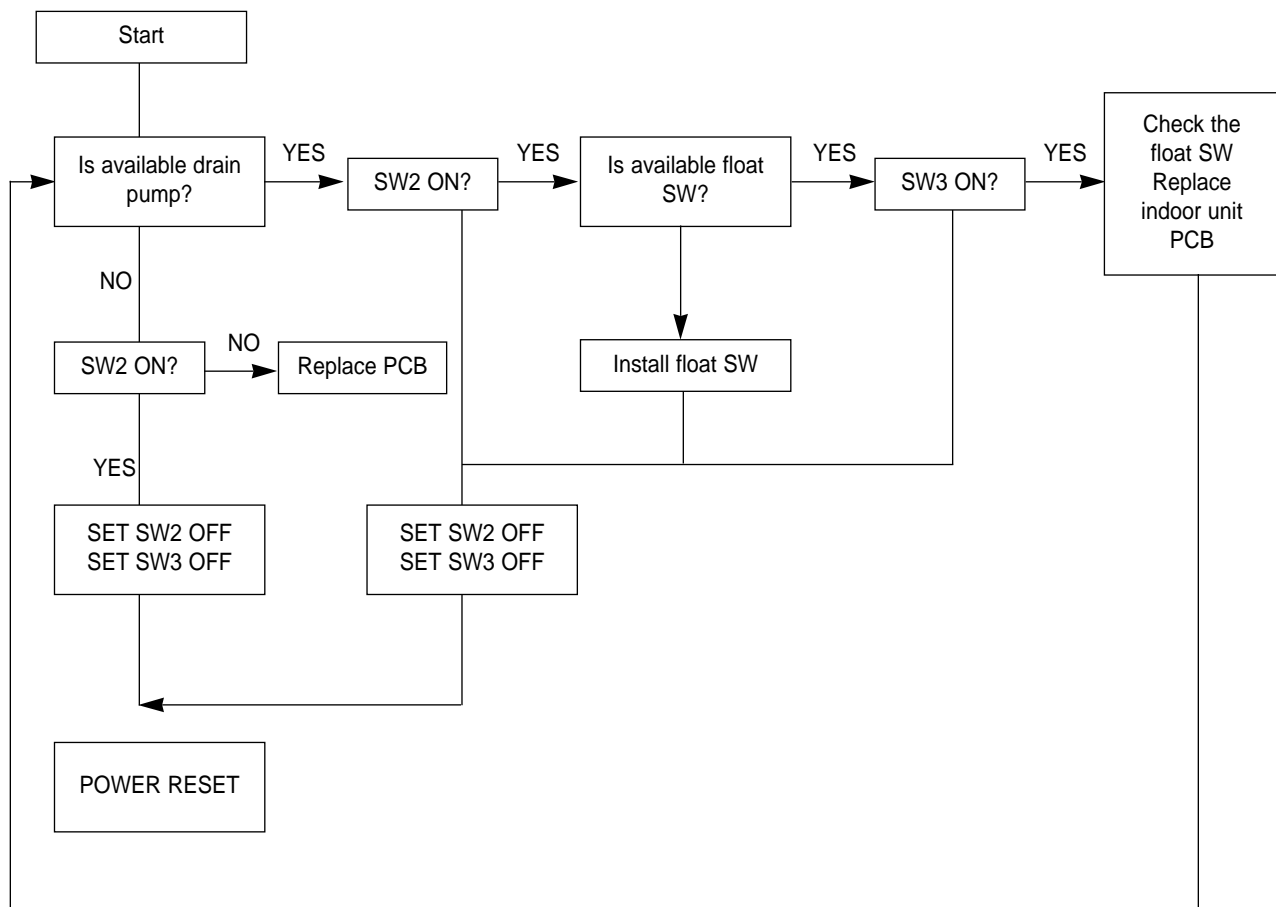 Start
Is available drain
pump?
YES
SW2 ON?
YES
Is available float
SW?
YES
SW3 ON?
YES
Check the
float SW
Replace
indoor unit
PCB
NO
SW2 ON?
NO
Replace PCB
Install float SW
YES
SET SW2 OFF
SET SW3 OFF
SET SW2 OFF
SET SW3 OFF
POWER RESET